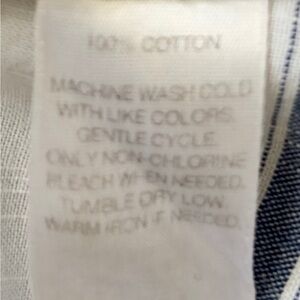 100% COTTON
MACHINE WASH COLD
WITH LIKE COLORS.
GENTLE CYCLE.
ONLY NON-CHLORINE
BLEACH WHEN NEEDED.
TUMBLE DRY LOW.
WARM IRON IF NEEDED.